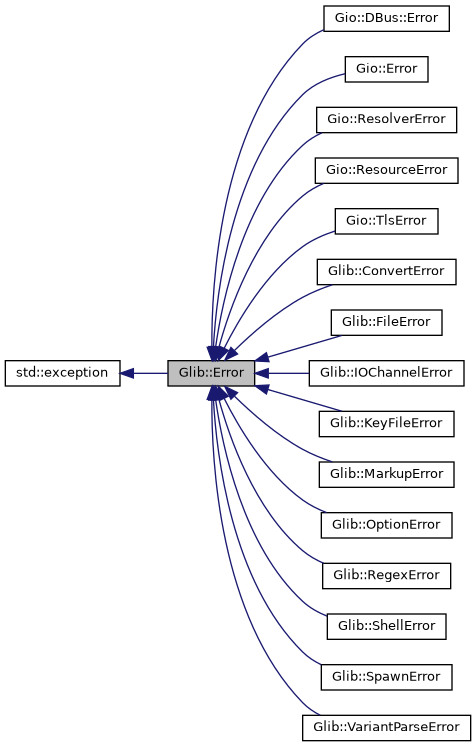 Gio::DBus::Error
Gio::Error
Gio::ResolverError
Gio::ResourceError
Gio::TlsError
Glib::ConvertError
Glib::FileError
std::exception
Glib::Error
Glib::IOChannelError
Glib::KeyFileError
Glib::MarkupError
Glib::OptionError
Glib::RegexError
Glib::ShellError
Glib::SpawnError
Glib::VariantParseError